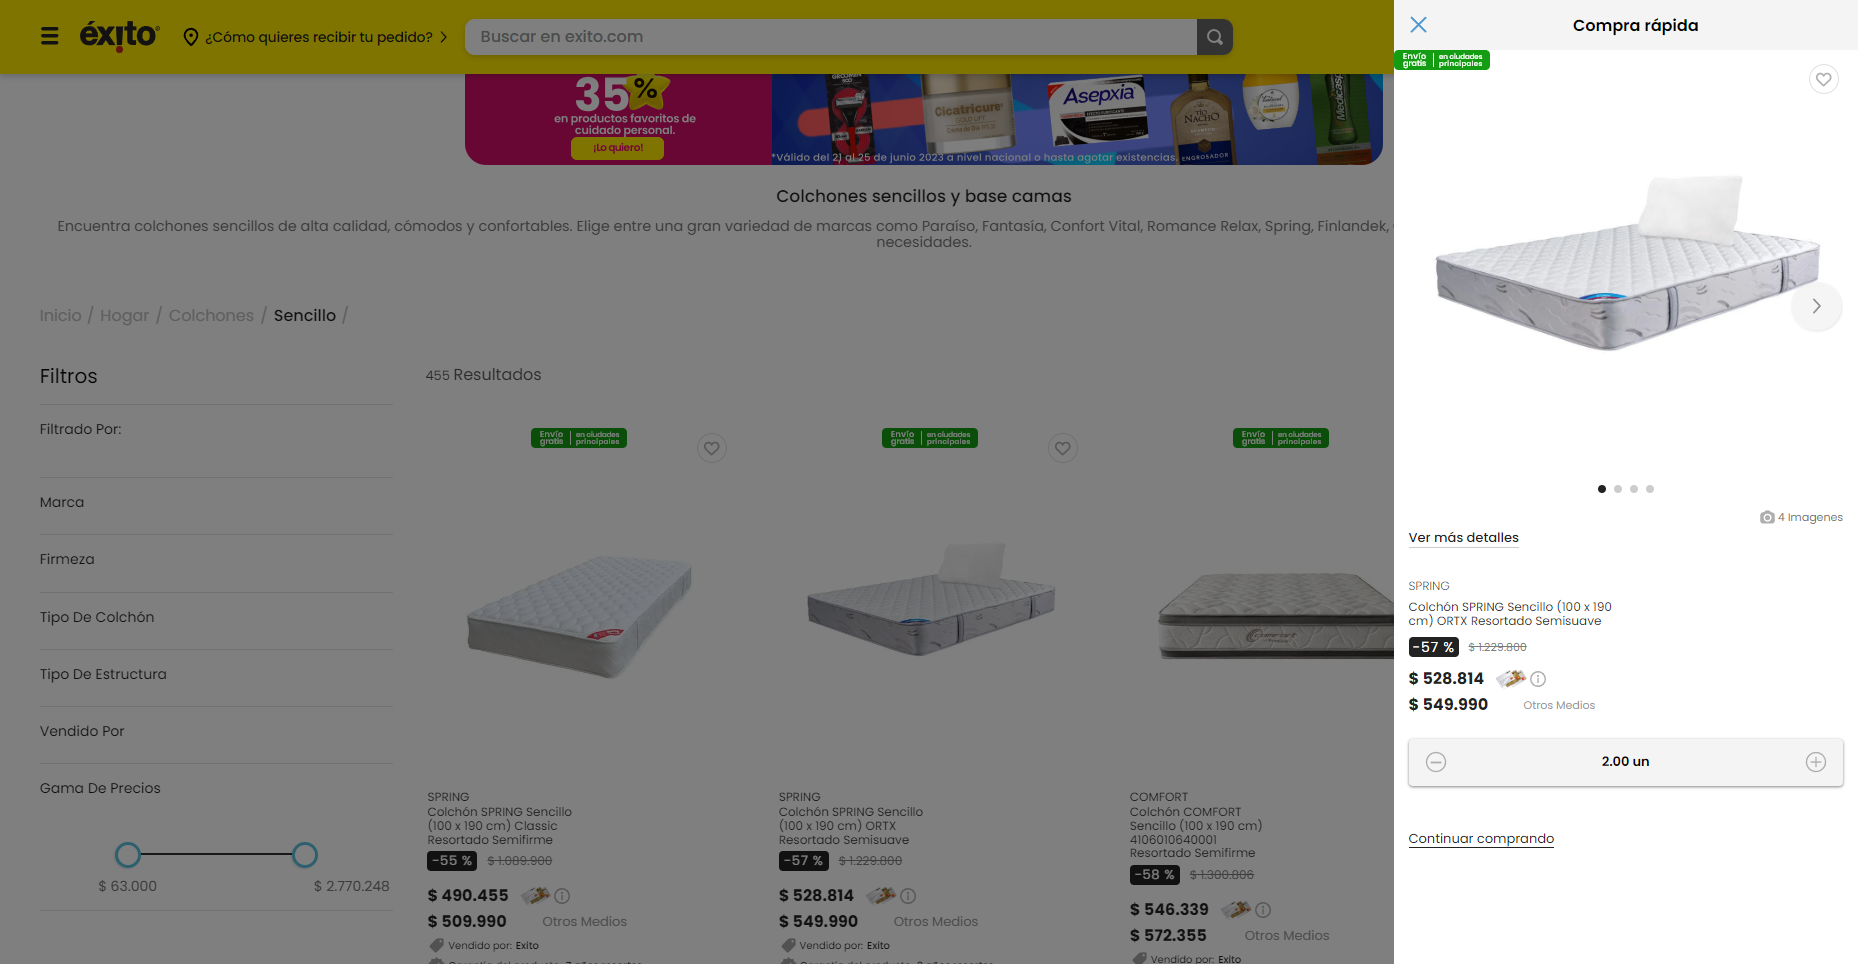 éxito
¿Cómo quieres recibir tu pedido?
Buscar en exito.com
35%
en productos favoritos de
cuidado personal.
¡Lo quiero!
Cicatricure
GOLD LIFT
Asepxia
TÍO
NACHO
ENGROSADOR
Medicasp
*Válido del 21 al 25 de junio 2023 a nivel nacional o hasta agotar existencias.
Colchones sencillos y base camas
Encuentra colchones sencillos de alta calidad, cómodos y confortables. Elige entre una gran variedad de marcas como Paraíso, Fantasía, Confort Vital, Romance Relax, Spring, Finlandek,
necesidades.
Inicio / Hogar / Colchones / Sencillo /
Filtros
Filtrado Por:
Marca
Firmeza
Tipo De Colchón
Tipo De Estructura
Vendido Por
Gama De Precios
$ 63.000
$ 2.770.248
455 Resultados
Envío gratis | en ciudades principales
SPRING
Colchón SPRING Sencillo
(100 x 190 cm) Classic
Resortado Semifirme
-55 % $ 1.089.900
$ 490.455
$ 509.990 Otros Medios
Vendido por: Exito
Envío gratis | en ciudades principales
SPRING
Colchón SPRING Sencillo
(100 x 190 cm) ORTX
Resortado Semisuave
-57 % $ 1.229.800
$ 528.814
$ 549.990 Otros Medios
Vendido por: Exito
Envío gratis | en ciudades principales
Comfort
COMFORT
Colchón COMFORT
Sencillo (100 x 190 cm)
4106010640001
Resortado Semifirme
-58 % $ 1.300.806
$ 546.339
$ 572.355 Otros Medios
Vendido por: Exito
Compra rápida
Envío gratis | en ciudades principales
4 Imagenes
Ver más detalles
SPRING
Colchón SPRING Sencillo (100 x 190
cm) ORTX Resortado Semisuave
-57 % $ 1.229.800
$ 528.814
$ 549.990 Otros Medios
2.00 un
Continuar comprando